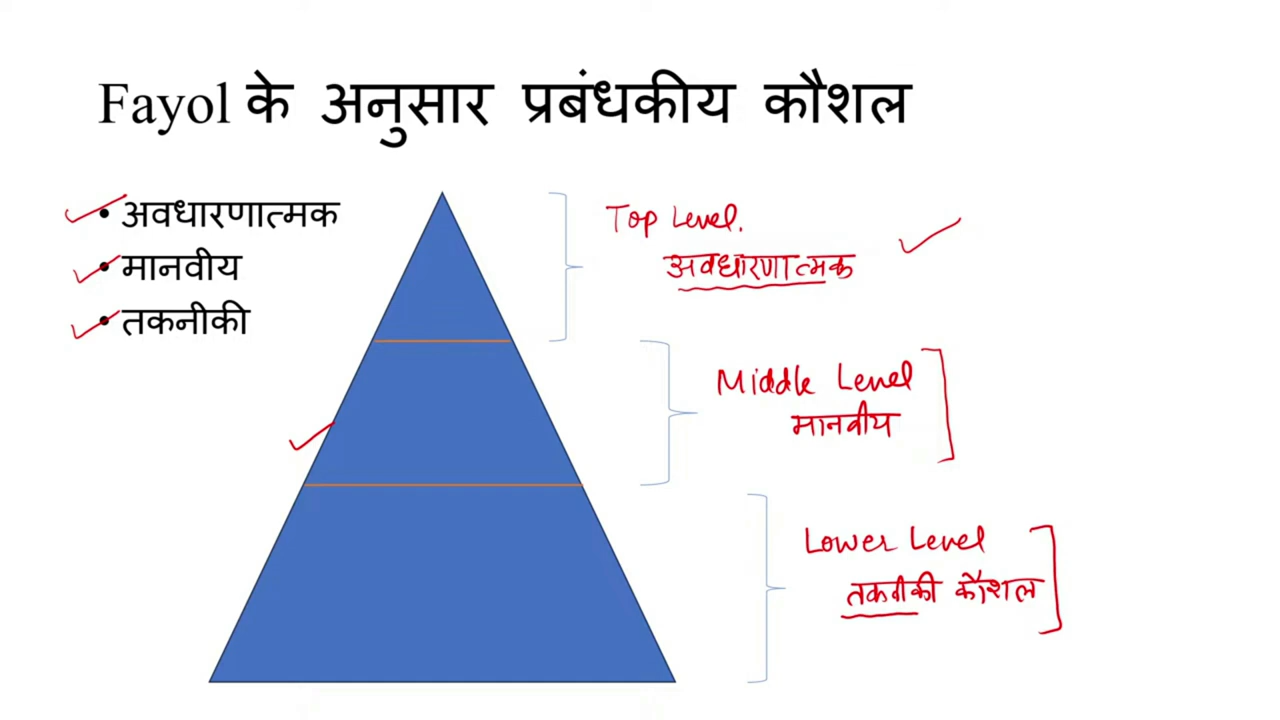 Fayol के अनुसार प्रबंधकीय कौशल
• अवधारणात्मक
• मानवीय
• तकनीकी
Top Level.
अवधारणात्मक
Middle Level
मानवीय
Lower Level
तकनीकी कौशल